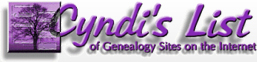 Cyndi's List
of Genealogy Sites on the Internet